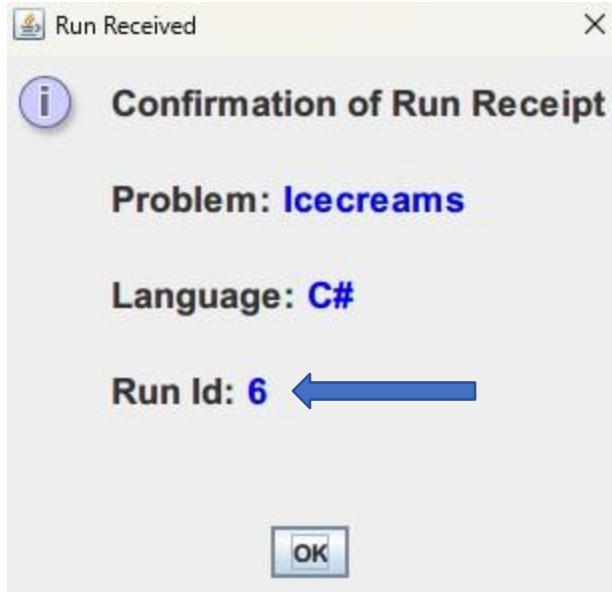 Run Received
Confirmation of Run Receipt
Problem: Icecreams
Language: C#
Run Id: 6
OK